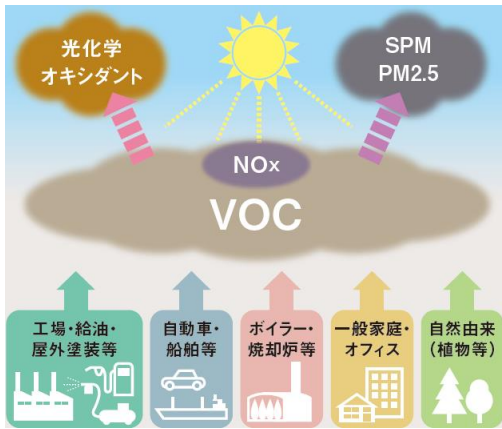 光化学
オキシダント
SPM
PM2.5
NOx
VOC
工場・給油・
屋外塗装等
自動車・
船舶等
ボイラー・
焼却炉等
一般家庭・
オフィス
自然由来
(植物等)